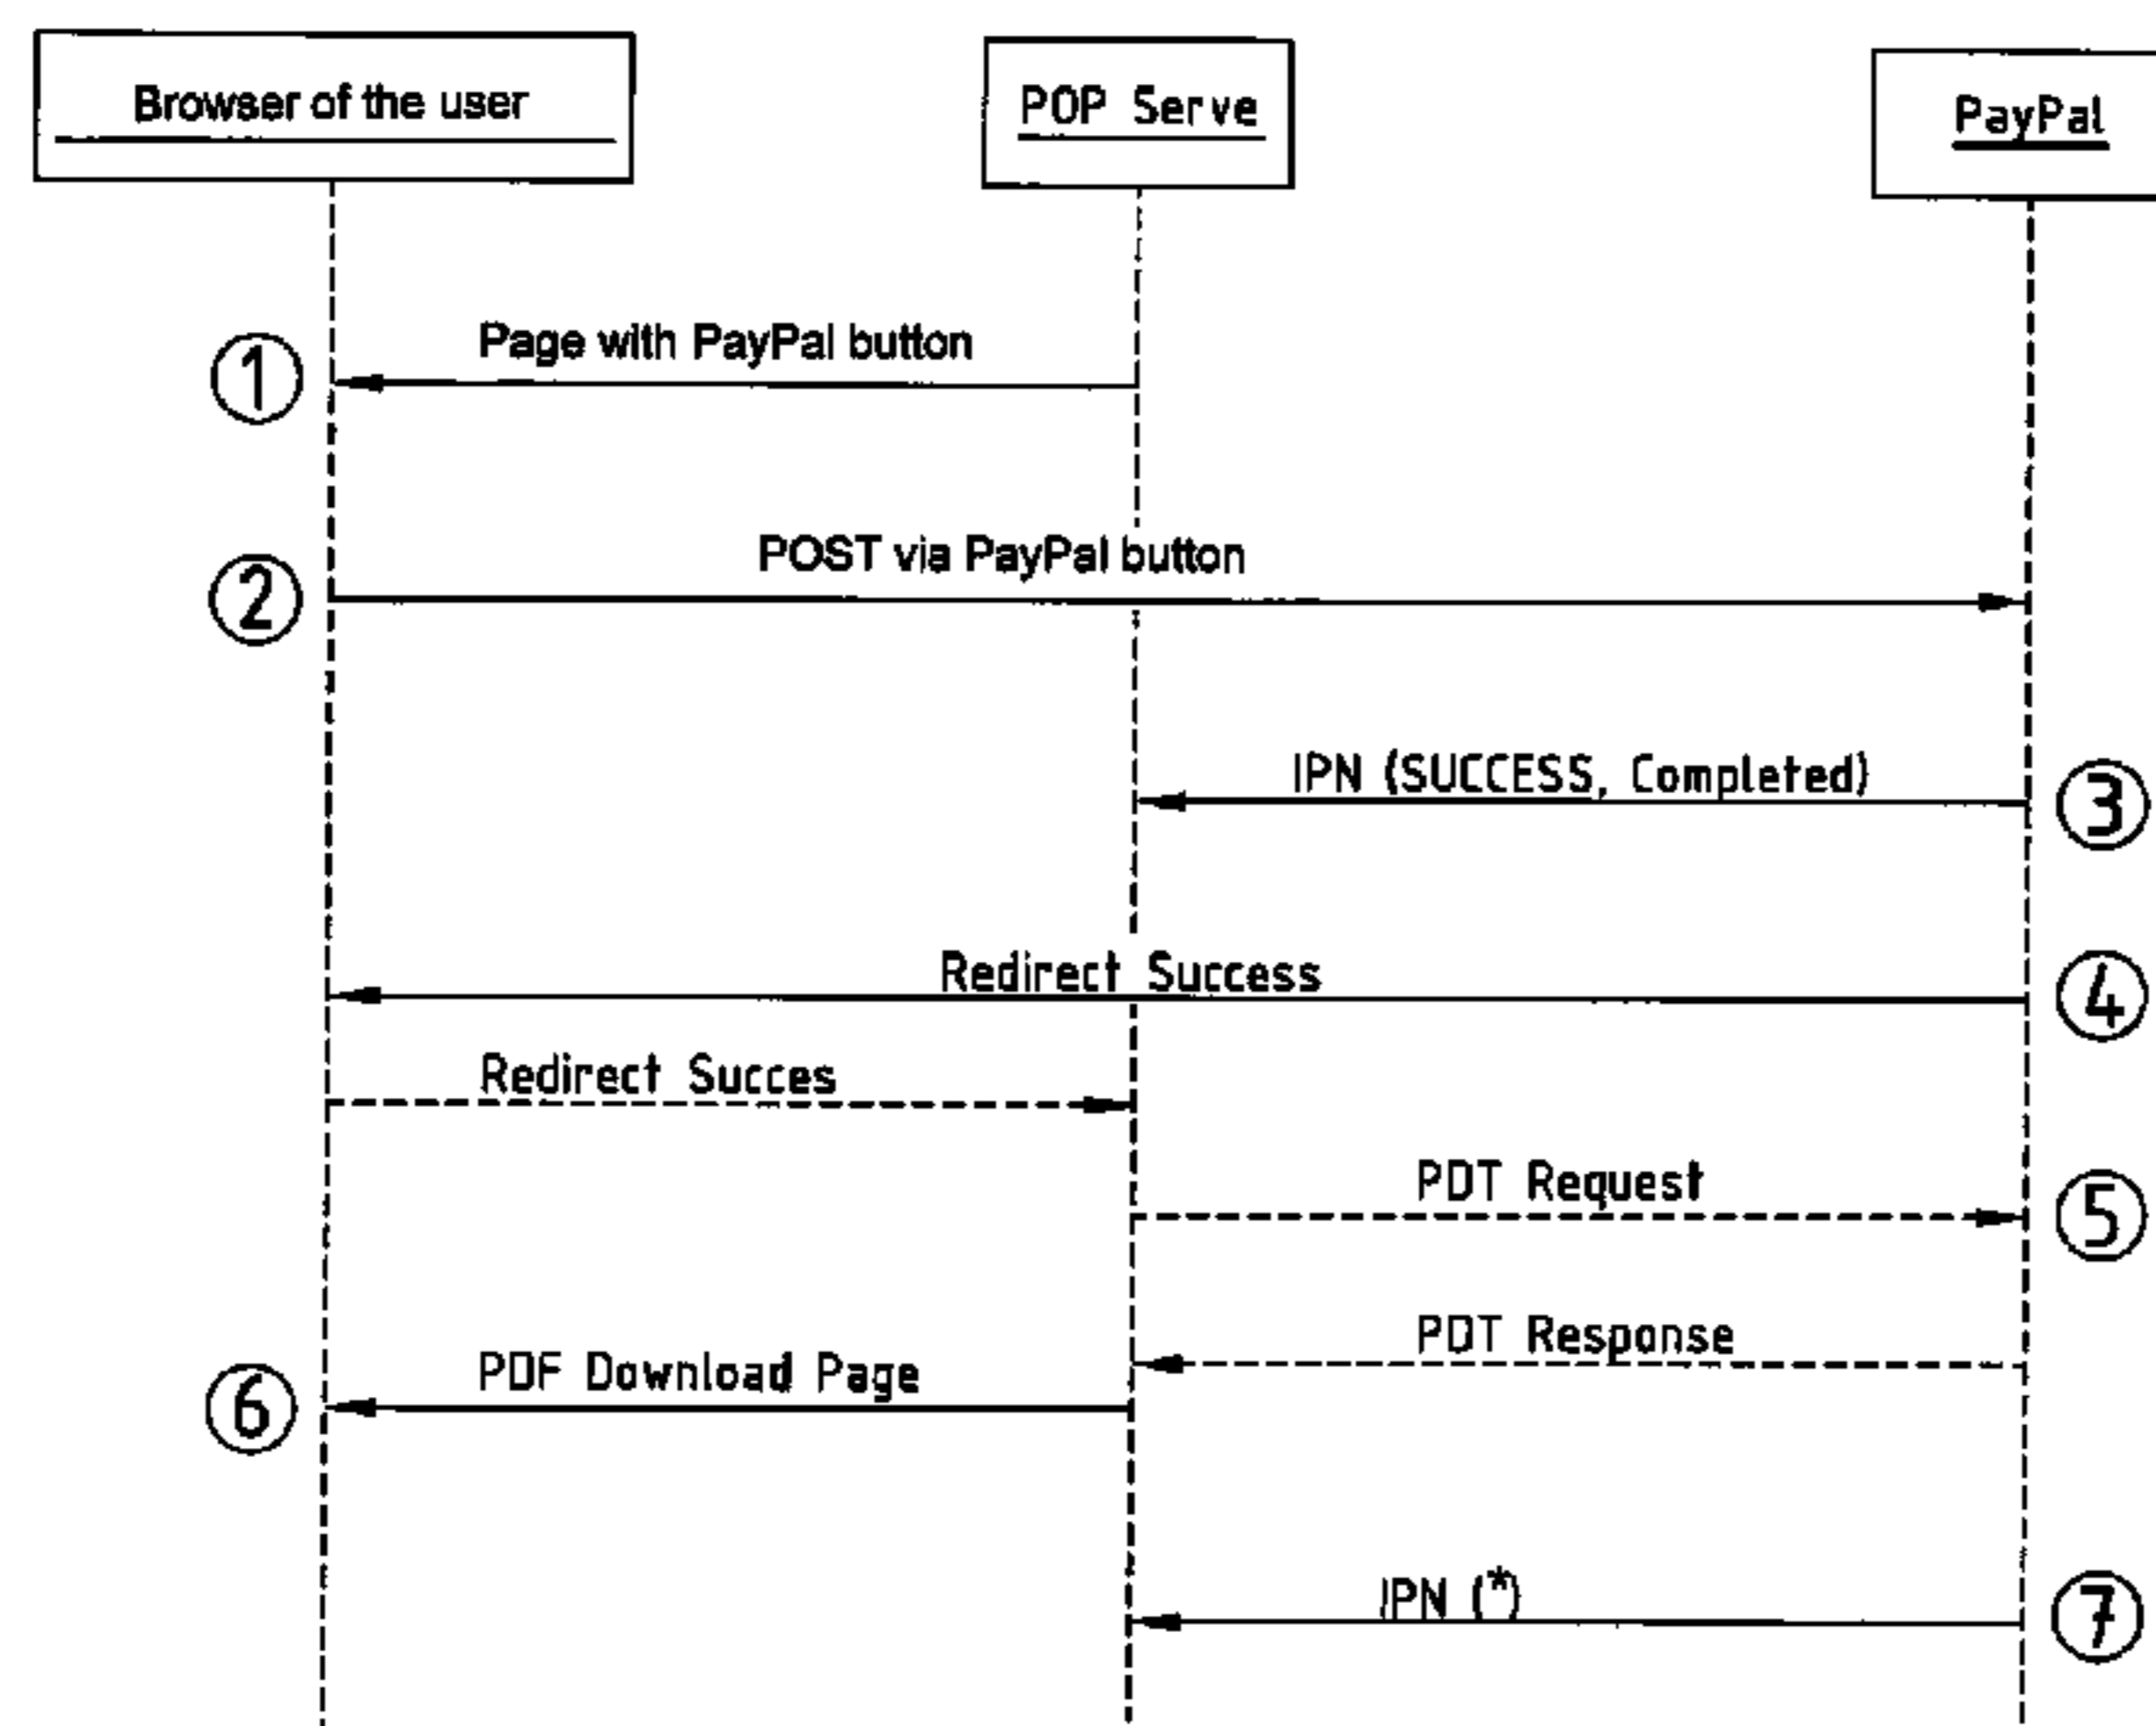 Browser of the user
POP Serve
PayPal
Page with PayPal button
1
POST via PayPal button
2
IPN (SUCCESS, Completed)
3
Redirect Success
4
Redirect Succes
PDT Request
5
PDT Response
PDF Download Page
6
IPN (*)
7